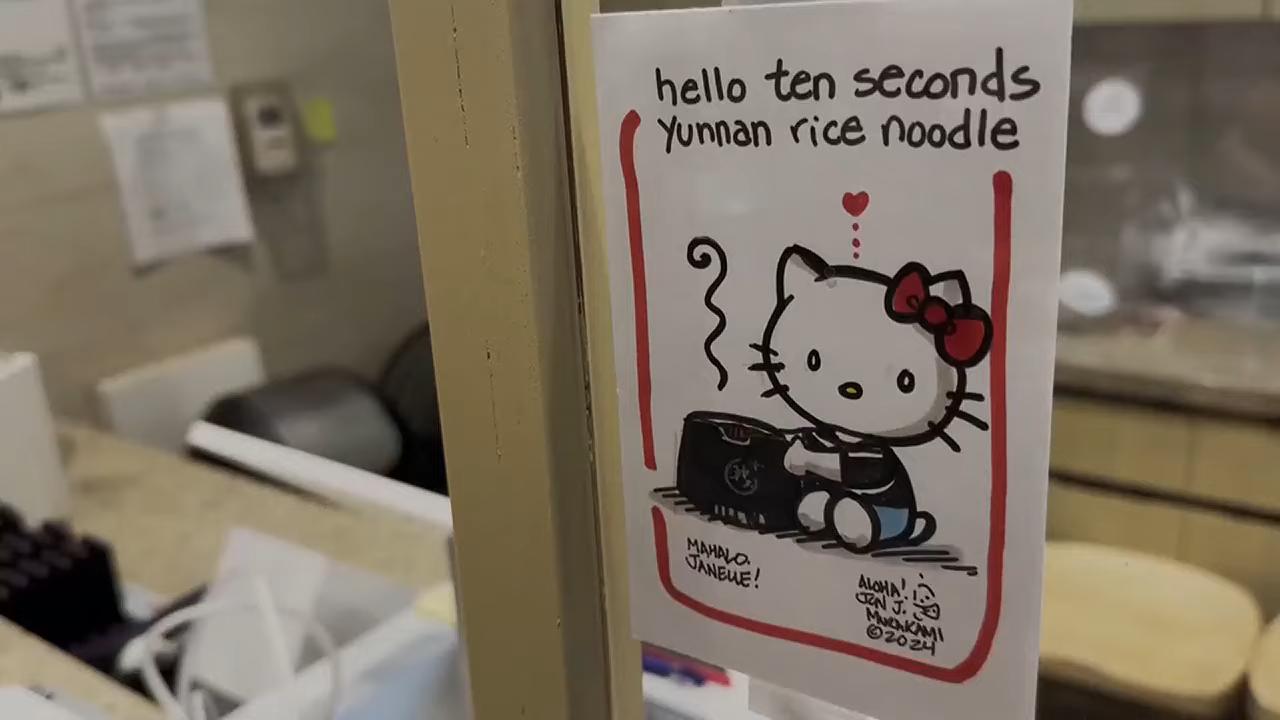 hello ten seconds
yunnan rice noodle
MAHALO.
JANELLE!
ALOHA!
JON J.
MURAKAMI
©2024